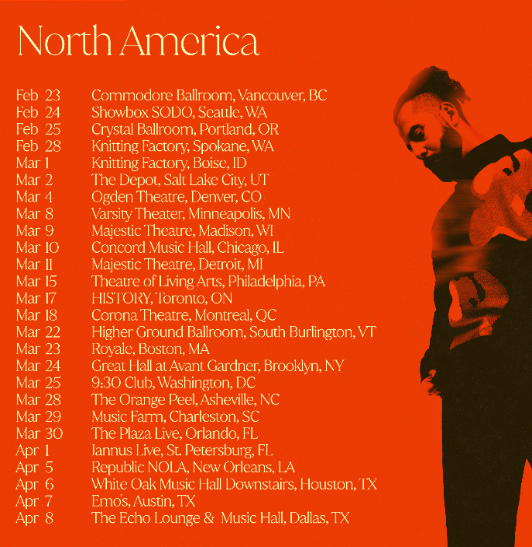 North America
Feb 23 Commodore Ballroom, Vancouver, BC
Feb 24 Showbox SODO, Seattle, WA
Feb 25 Crystal Ballroom, Portland, OR
Feb 28 Knitting Factory, Spokane, WA
Mar 1 Knitting Factory, Boise, ID
Mar 2 The Depot, Salt Lake City, UT
Mar 4 Ogden Theatre, Denver, CO
Mar 8 Varsity Theater, Minneapolis, MN
Mar 9 Majestic Theatre, Madison, WI
Mar 10 Concord Music Hall, Chicago, IL
Mar 11 Majestic Theatre, Detroit, MI
Mar 15 Theatre of Living Arts, Philadelphia, PA
Mar 17 HISTORY, Toronto, ON
Mar 18 Corona Theatre, Montreal, QC
Mar 22 Higher Ground Ballroom, South Burlington, VT
Mar 23 Royale, Boston, MA
Mar 24 Great Hall at Avant Gardner, Brooklyn, NY
Mar 25 9:30 Club, Washington, DC
Mar 28 The Orange Peel, Asheville, NC
Mar 29 Music Farm, Charleston, SC
Mar 30 The Plaza Live, Orlando, FL
Apr 1 Jannus Live, St. Petersburg, FL
Apr 5 Republic NOLA, New Orleans, LA
Apr 6 White Oak Music Hall Downstairs, Houston, TX
Apr 7 Emo's, Austin, TX
Apr 8 The Echo Lounge & Music Hall, Dallas, TX